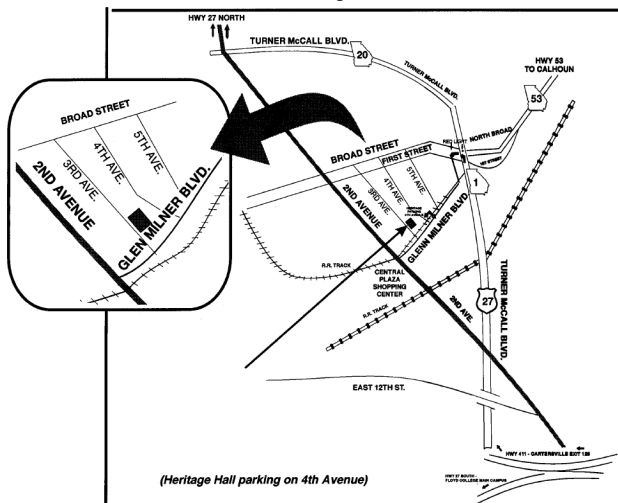 HWY 27 NORTH
TURNER McCALL BLVD.
20
TURNER McCALL BLVD.
HWY 53
TO CALHOUN
53
BROAD STREET
5TH AVE.
4TH AVE.
3RD AVE.
2ND AVENUE
GLEN MILNER BLVD.
RED LIGHT
NORTH BROAD
1ST STREET
BROAD STREET
FIRST STREET
5TH AVE.
4TH AVE.
3RD AVE.
2ND AVENUE
1
HERITAGE
GLENN MILNER BLVD.
R.R. TRACK
CENTRAL
PLAZA
SHOPPING
CENTER
2ND AVE.
27
TURNER McCALL BLVD.
R.R. TRACK
EAST 12TH ST.
HWY 411 - CARTERSVILLE EXIT
HWY 27 SOUTH -
FLOYD COLLEGE MAIN CAMPUS
(Heritage Hall parking on 4th Avenue)